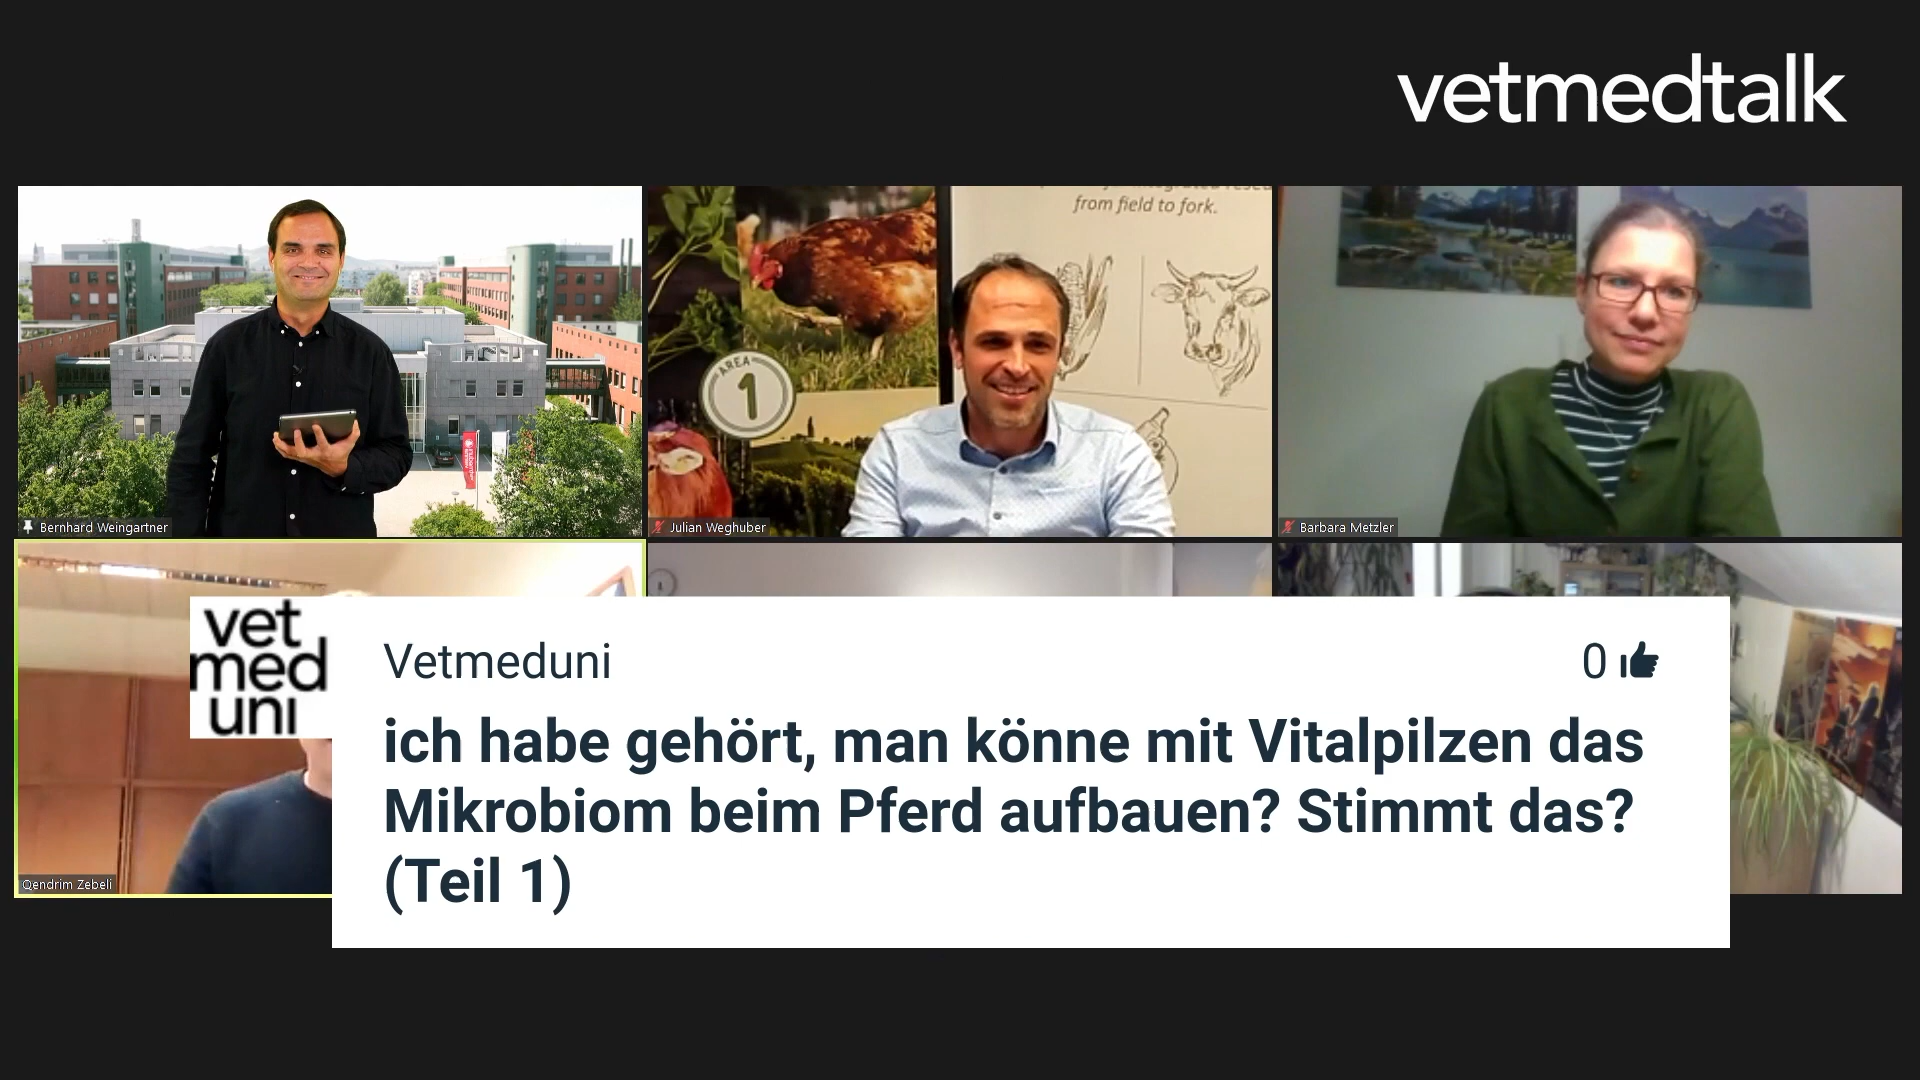 vetmedtalk
from field to fork.
AREA
1
Bernhard Weingartner
Julian Weghuber
Barbara Metzler
vet
med
uni
Vetmeduni
0
ich habe gehört, man könne mit Vitalpilzen das
Mikrobiom beim Pferd aufbauen? Stimmt das?
(Teil 1)
Qendrim Zebeli